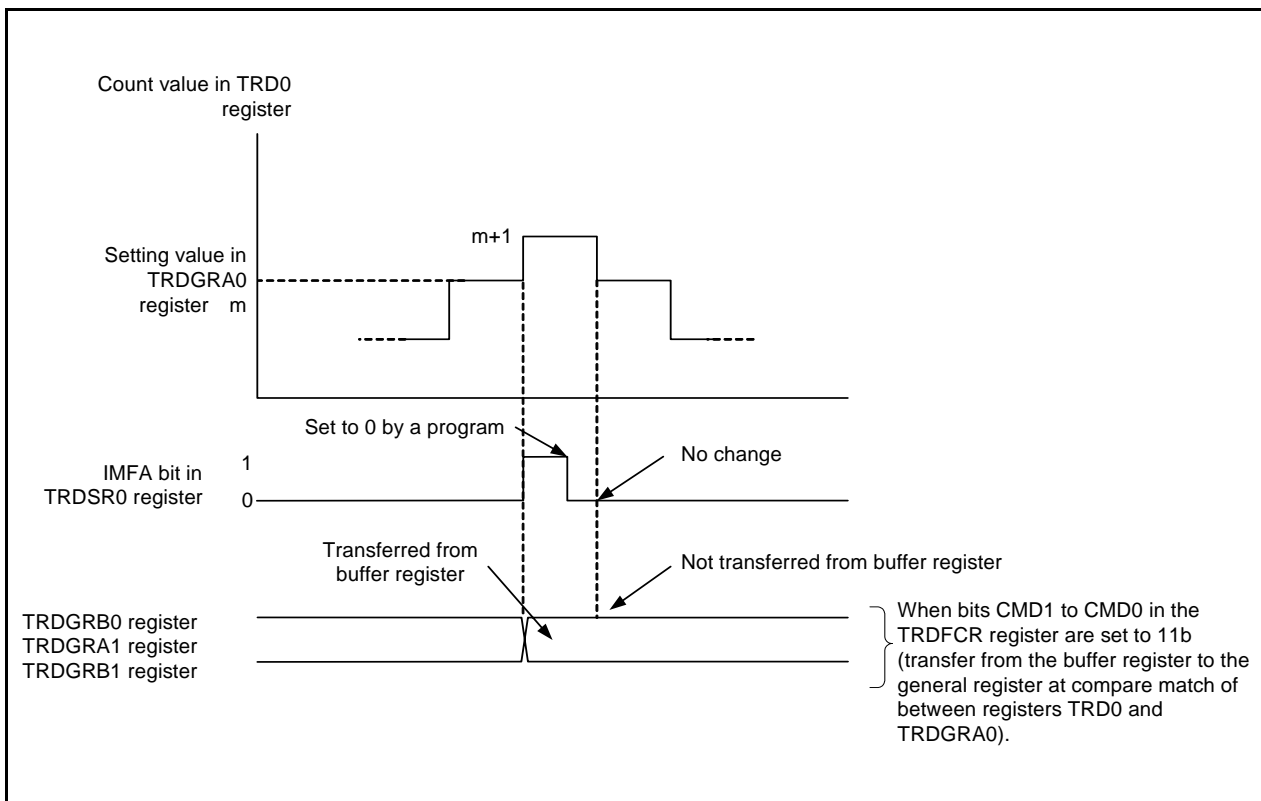 Count value in TRD0
register
m+1
Setting value in
TRDGRA0
register m
Set to 0 by a program
No change
IMFA bit in
TRDSR0 register
1
0
Transferred from
buffer register
Not transferred from buffer register
TRDGRB0 register
TRDGRA1 register
TRDGRB1 register
When bits CMD1 to CMD0 in the
TRDFCR register are set to 11b
(transfer from the buffer register to the
general register at compare match of
between registers TRD0 and
TRDGRA0).